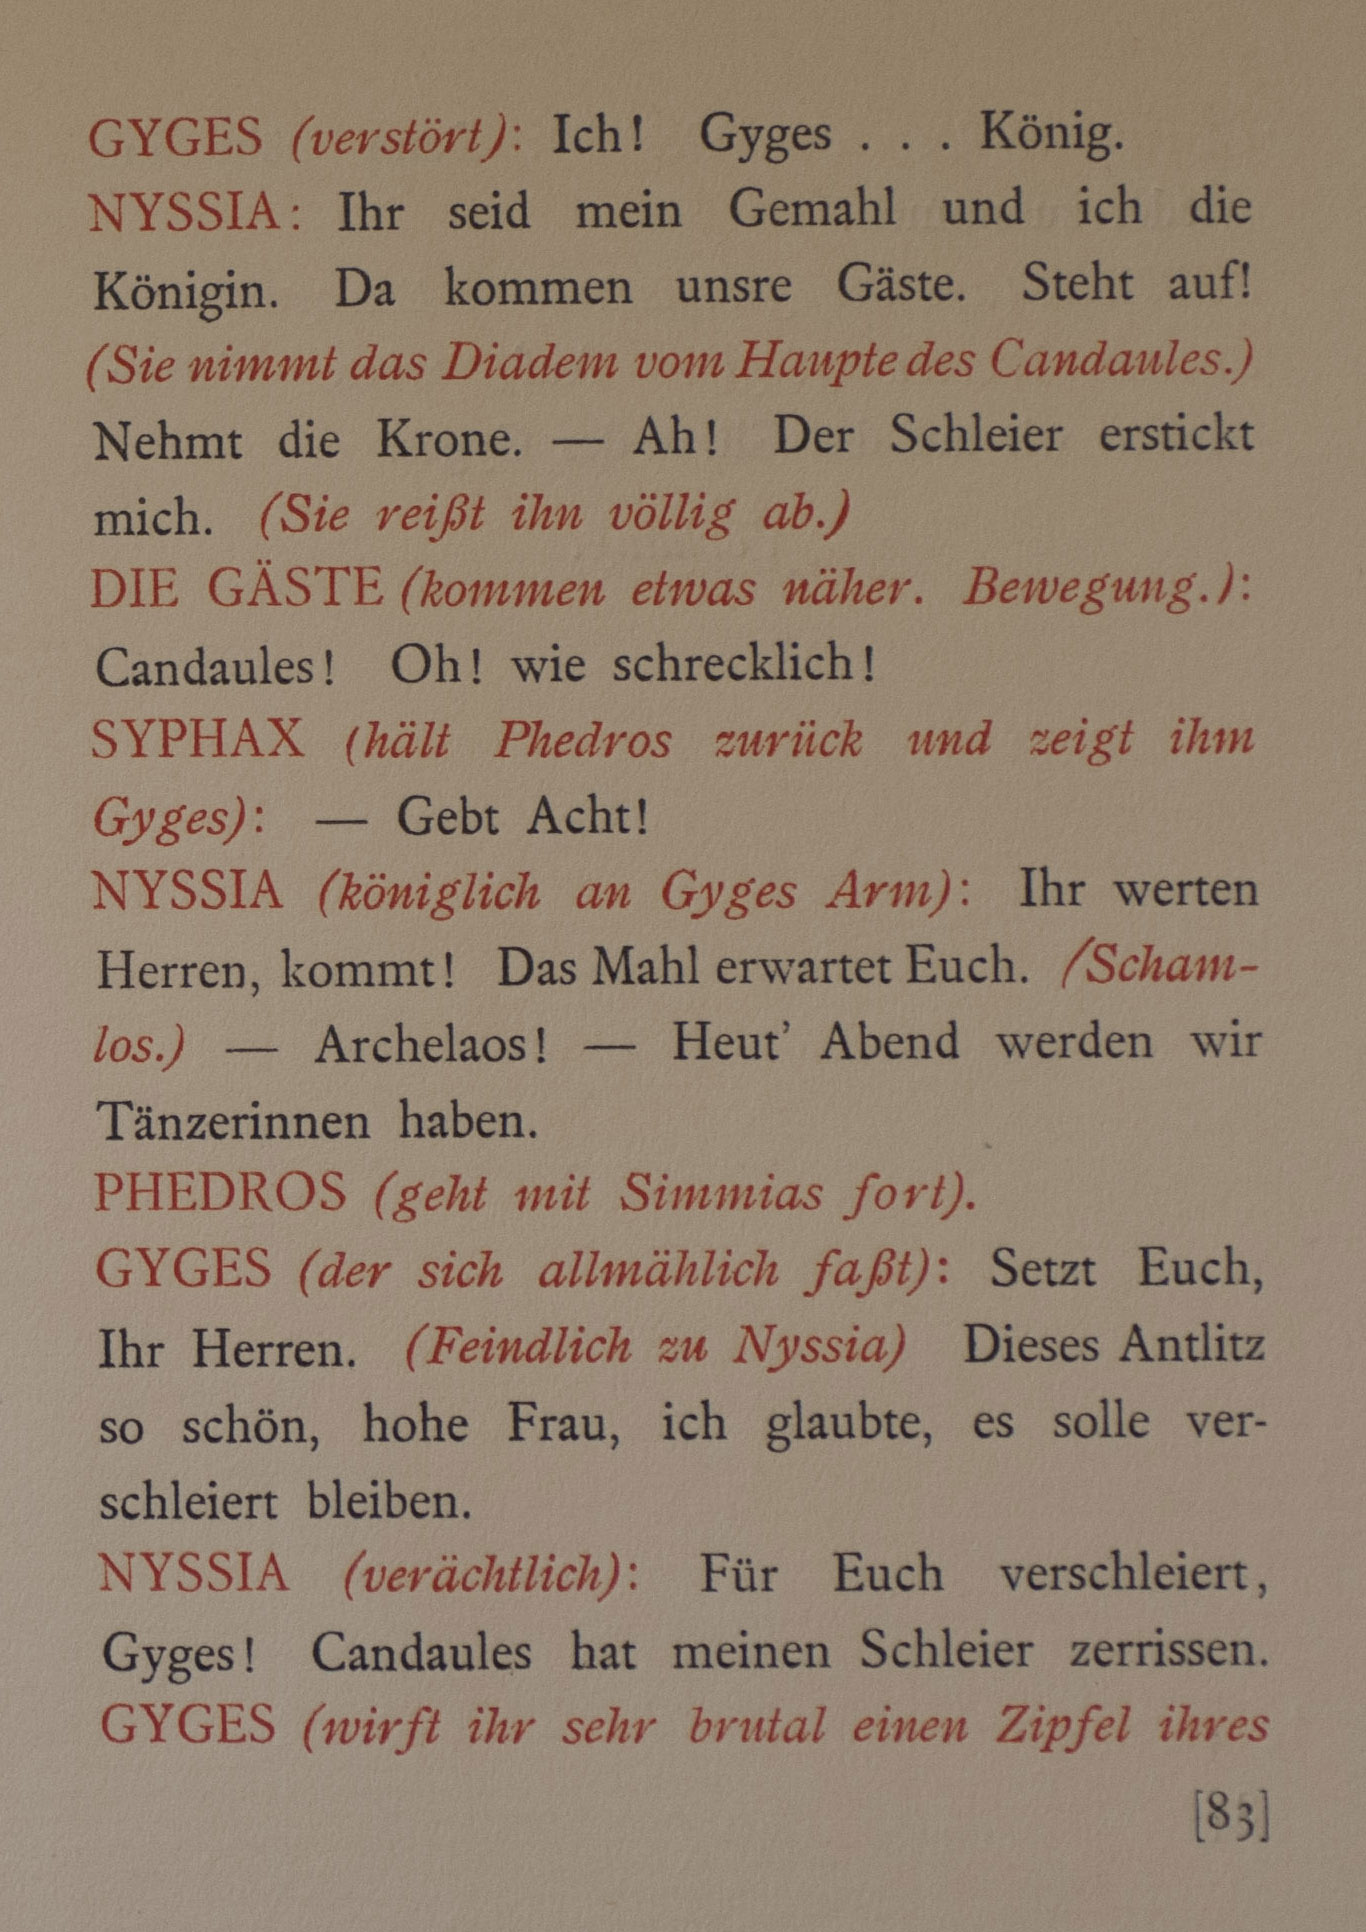 GYGES (verstört): Ich! Gyges . . . König.
NYSSIA: Ihr seid mein Gemahl und ich die
Königin. Da kommen unsre Gäste. Steht auf!
(Sie nimmt das Diadem vom Haupte des Candaules.)
Nehmt die Krone. — Ah! Der Schleier erstickt
mich. (Sie reißt ihn völlig ab.)
DIE GÄSTE (kommen etwas näher. Bewegung.):
Candaules! Oh! wie schrecklich!
SYPHAX (hält Phedros zurück und zeigt ihm
Gyges): — Gebt Acht!
NYSSIA (königlich an Gyges Arm): Ihr werten
Herren, kommt! Das Mahl erwartet Euch. (Scham-
los.) — Archelaos! — Heut’ Abend werden wir
Tänzerinnen haben.
PHEDROS (geht mit Simmias fort).
GYGES (der sich allmählich faßt): Setzt Euch,
Ihr Herren. (Feindlich zu Nyssia) Dieses Antlitz
so schön, hohe Frau, ich glaubte, es solle ver-
schleiert bleiben.
NYSSIA (verächtlich): Für Euch verschleiert,
Gyges! Candaules hat meinen Schleier zerrissen.
GYGES (wirft ihr sehr brutal einen Zipfel ihres
[83]